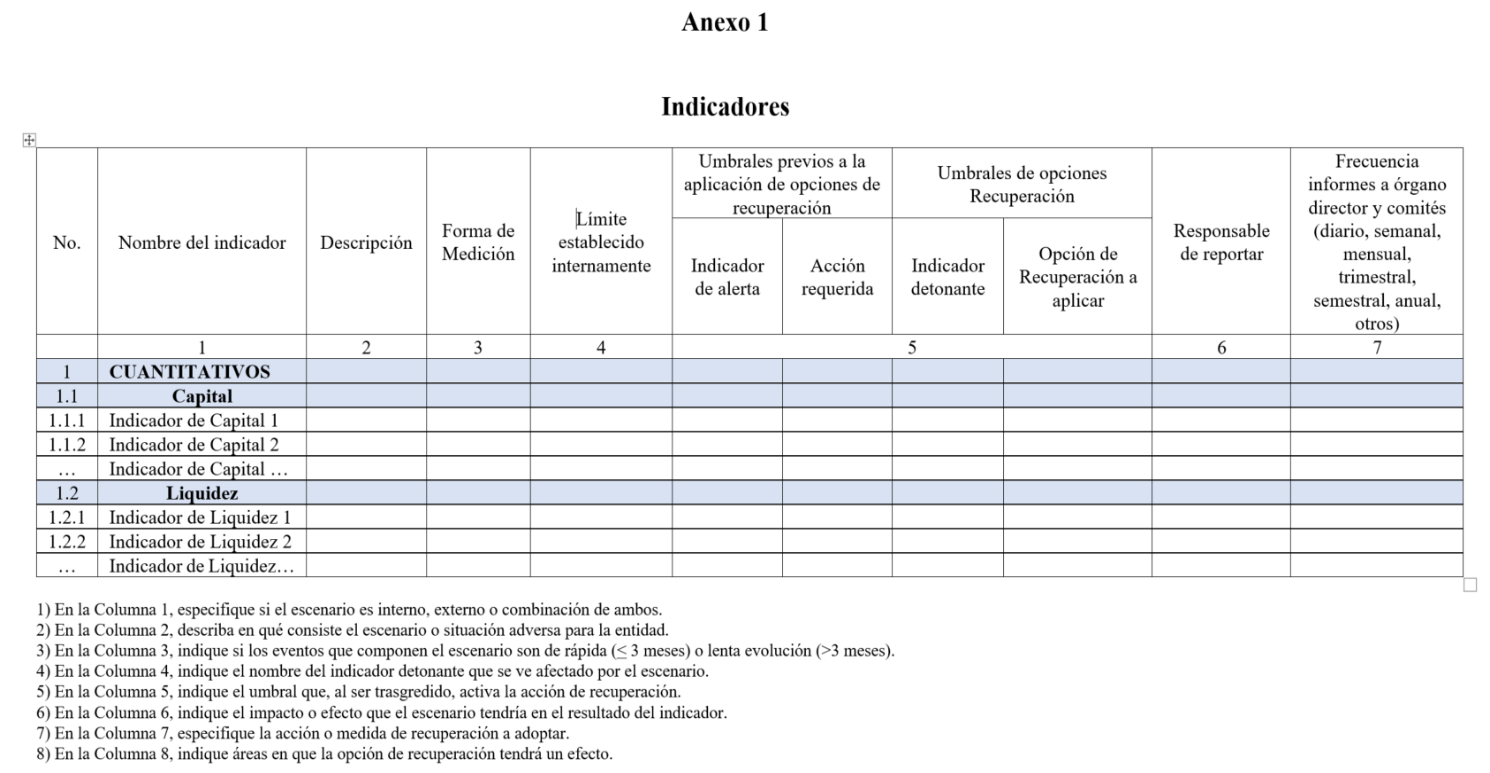 Anexo 1
Indicadores
No.
Nombre del indicador
Descripción
Forma de
Medición
Límite
establecido
internamente
Umbrales previos a la
aplicación de opciones de
recuperación
Indicador
de alerta
Acción
requerida
Umbrales de opciones
Recuperación
Indicador
detonante
Opción de
Recuperación a
aplicar
Responsable
de reportar
Frecuencia
informes a órgano
director y comités
(diario, semanal,
mensual,
trimestral,
semestral, anual,
otros)
1 2 3 4 5 6 7
1 CUANTITATIVOS
1.1 Capital
1.1.1 Indicador de Capital 1
1.1.2 Indicador de Capital 2
… Indicador de Capital …
1.2 Liquidez
1.2.1 Indicador de Liquidez 1
1.2.2 Indicador de Liquidez 2
… Indicador de Liquidez…
1) En la Columna 1, especifique si el escenario es interno, externo o combinación de ambos.
2) En la Columna 2, describa en qué consiste el escenario o situación adversa para la entidad.
3) En la Columna 3, indique si los eventos que componen el escenario son de rápida (≤ 3 meses) o lenta evolución (>3 meses).
4) En la Columna 4, indique el nombre del indicador detonante que se ve afectado por el escenario.
5) En la Columna 5, indique el umbral que, al ser trasgredido, activa la acción de recuperación.
6) En la Columna 6, indique el impacto o efecto que el escenario tendría en el resultado del indicador.
7) En la Columna 7, especifique la acción o medida de recuperación a adoptar.
8) En la Columna 8, indique áreas en que la opción de recuperación tendrá un efecto.